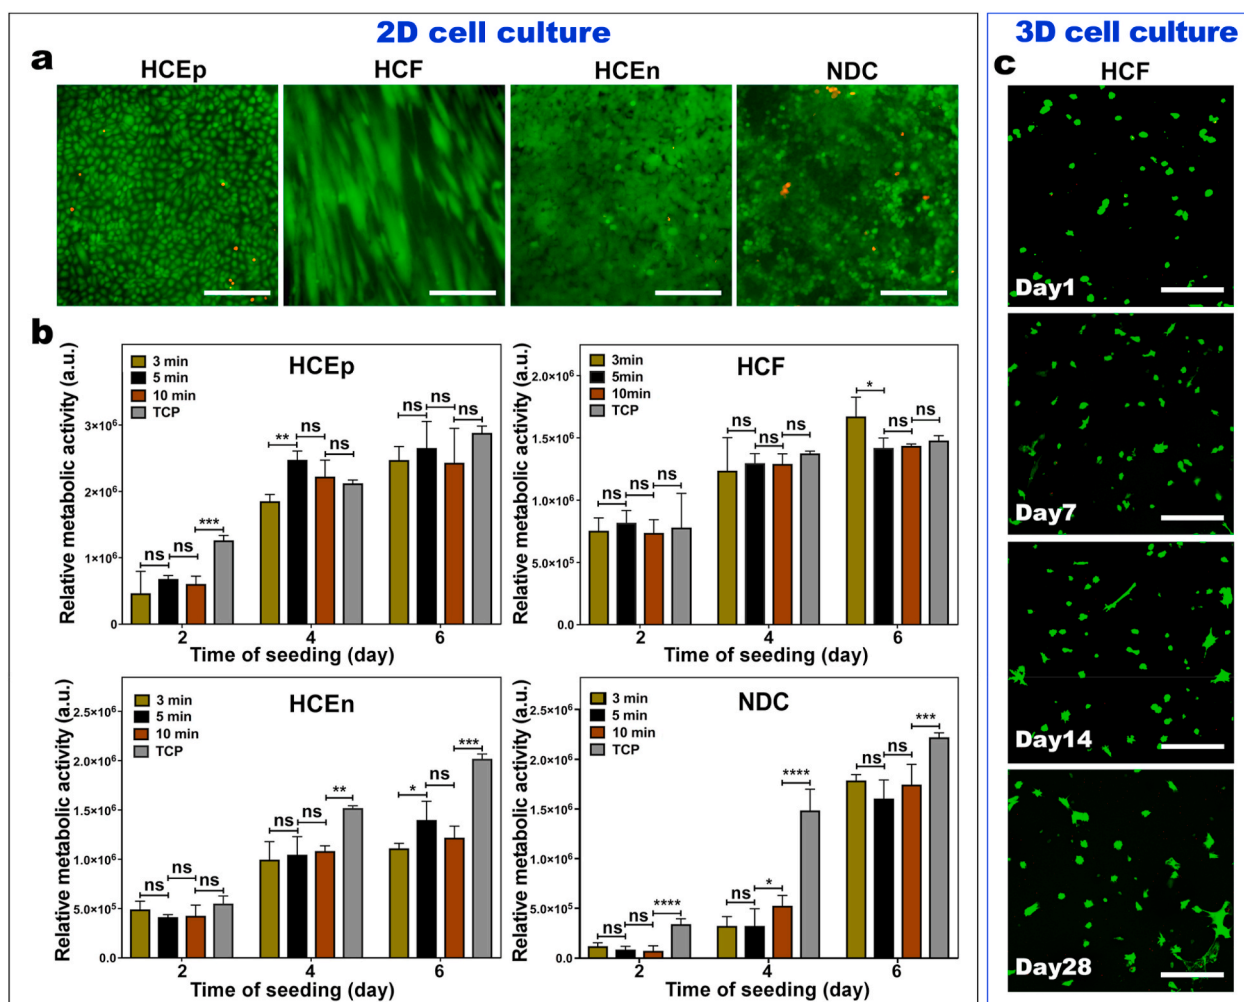 2D cell culture
a
HCEp HCF HCEn NDC
b
HCEp
3 min
5 min
10 min
TCP
Relative metabolic activity (a.u.)
3×10⁶
2×10⁶
1×10⁶
0
ns ns ***
** ns ns
ns ns ns
2 4 6
Time of seeding (day)
HCF
3min
5min
10min
TCP
Relative metabolic activity (a.u.)
2.0×10⁶
1.5×10⁶
1.0×10⁶
5.0×10⁵
0.0
ns ns ns
ns ns ns
* ns ns
2 4 6
Time of seeding (day)
HCEn
3 min
5 min
10 min
TCP
Relative metabolic activity (a.u.)
2.5×10⁶
2.0×10⁶
1.5×10⁶
1.0×10⁶
5.0×10⁵
0.0
ns ns ns
ns ns **
* ns ***
2 4 6
Time of seeding (day)
NDC
3 min
5 min
10 min
TCP
Relative metabolic activity (a.u.)
2.5×10⁶
2.0×10⁶
1.5×10⁶
1.0×10⁶
5.0×10⁵
0.0
ns ns ****
ns * ****
ns ns ***
2 4 6
Time of seeding (day)
3D cell culture
c
HCF
Day1
Day7
Day14
Day28